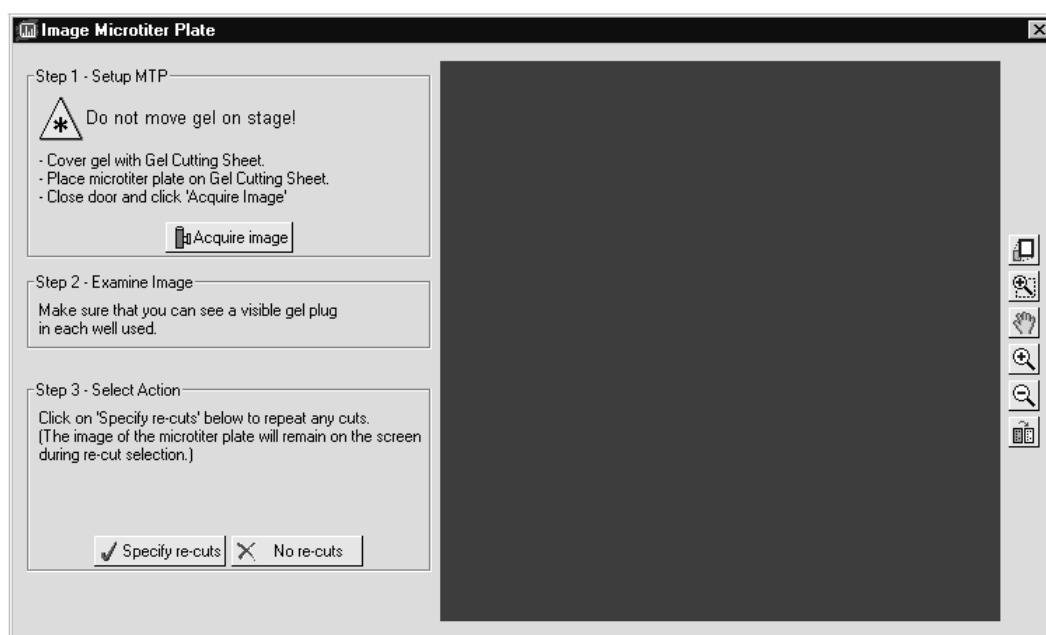 Image Microtiter Plate
Step 1 - Setup MTP
Do not move gel on stage!
- Cover gel with Gel Cutting Sheet.
- Place microtiter plate on Gel Cutting Sheet.
- Close door and click 'Acquire Image'
Acquire image
Step 2 - Examine Image
Make sure that you can see a visible gel plug
in each well used.
Step 3 - Select Action
Click on 'Specify re-cuts' below to repeat any cuts.
(The image of the microtiter plate will remain on the screen
during re-cut selection.)
Specify re-cuts
No re-cuts